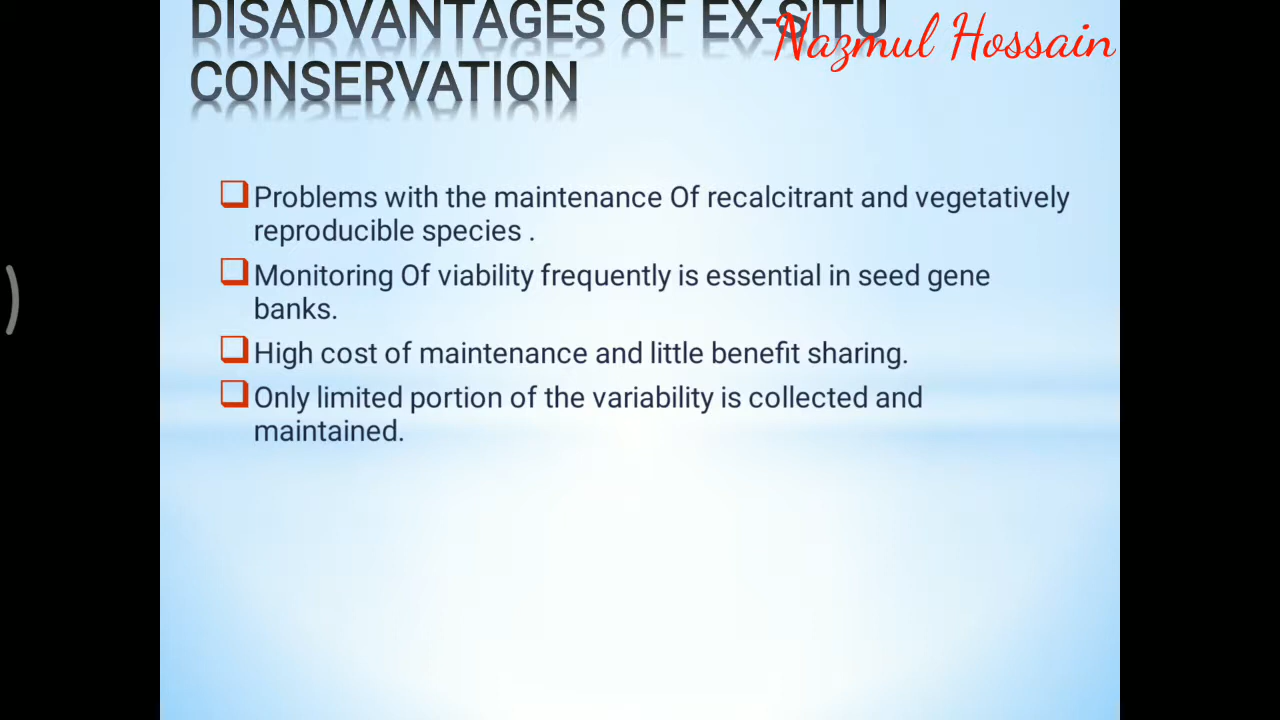 DISADVANTAGES OF EX-SITU
Nazmul Hossain
CONSERVATION
Problems with the maintenance Of recalcitrant and vegetatively
reproducible species .
Monitoring Of viability frequently is essential in seed gene
banks.
High cost of maintenance and little benefit sharing.
Only limited portion of the variability is collected and
maintained.